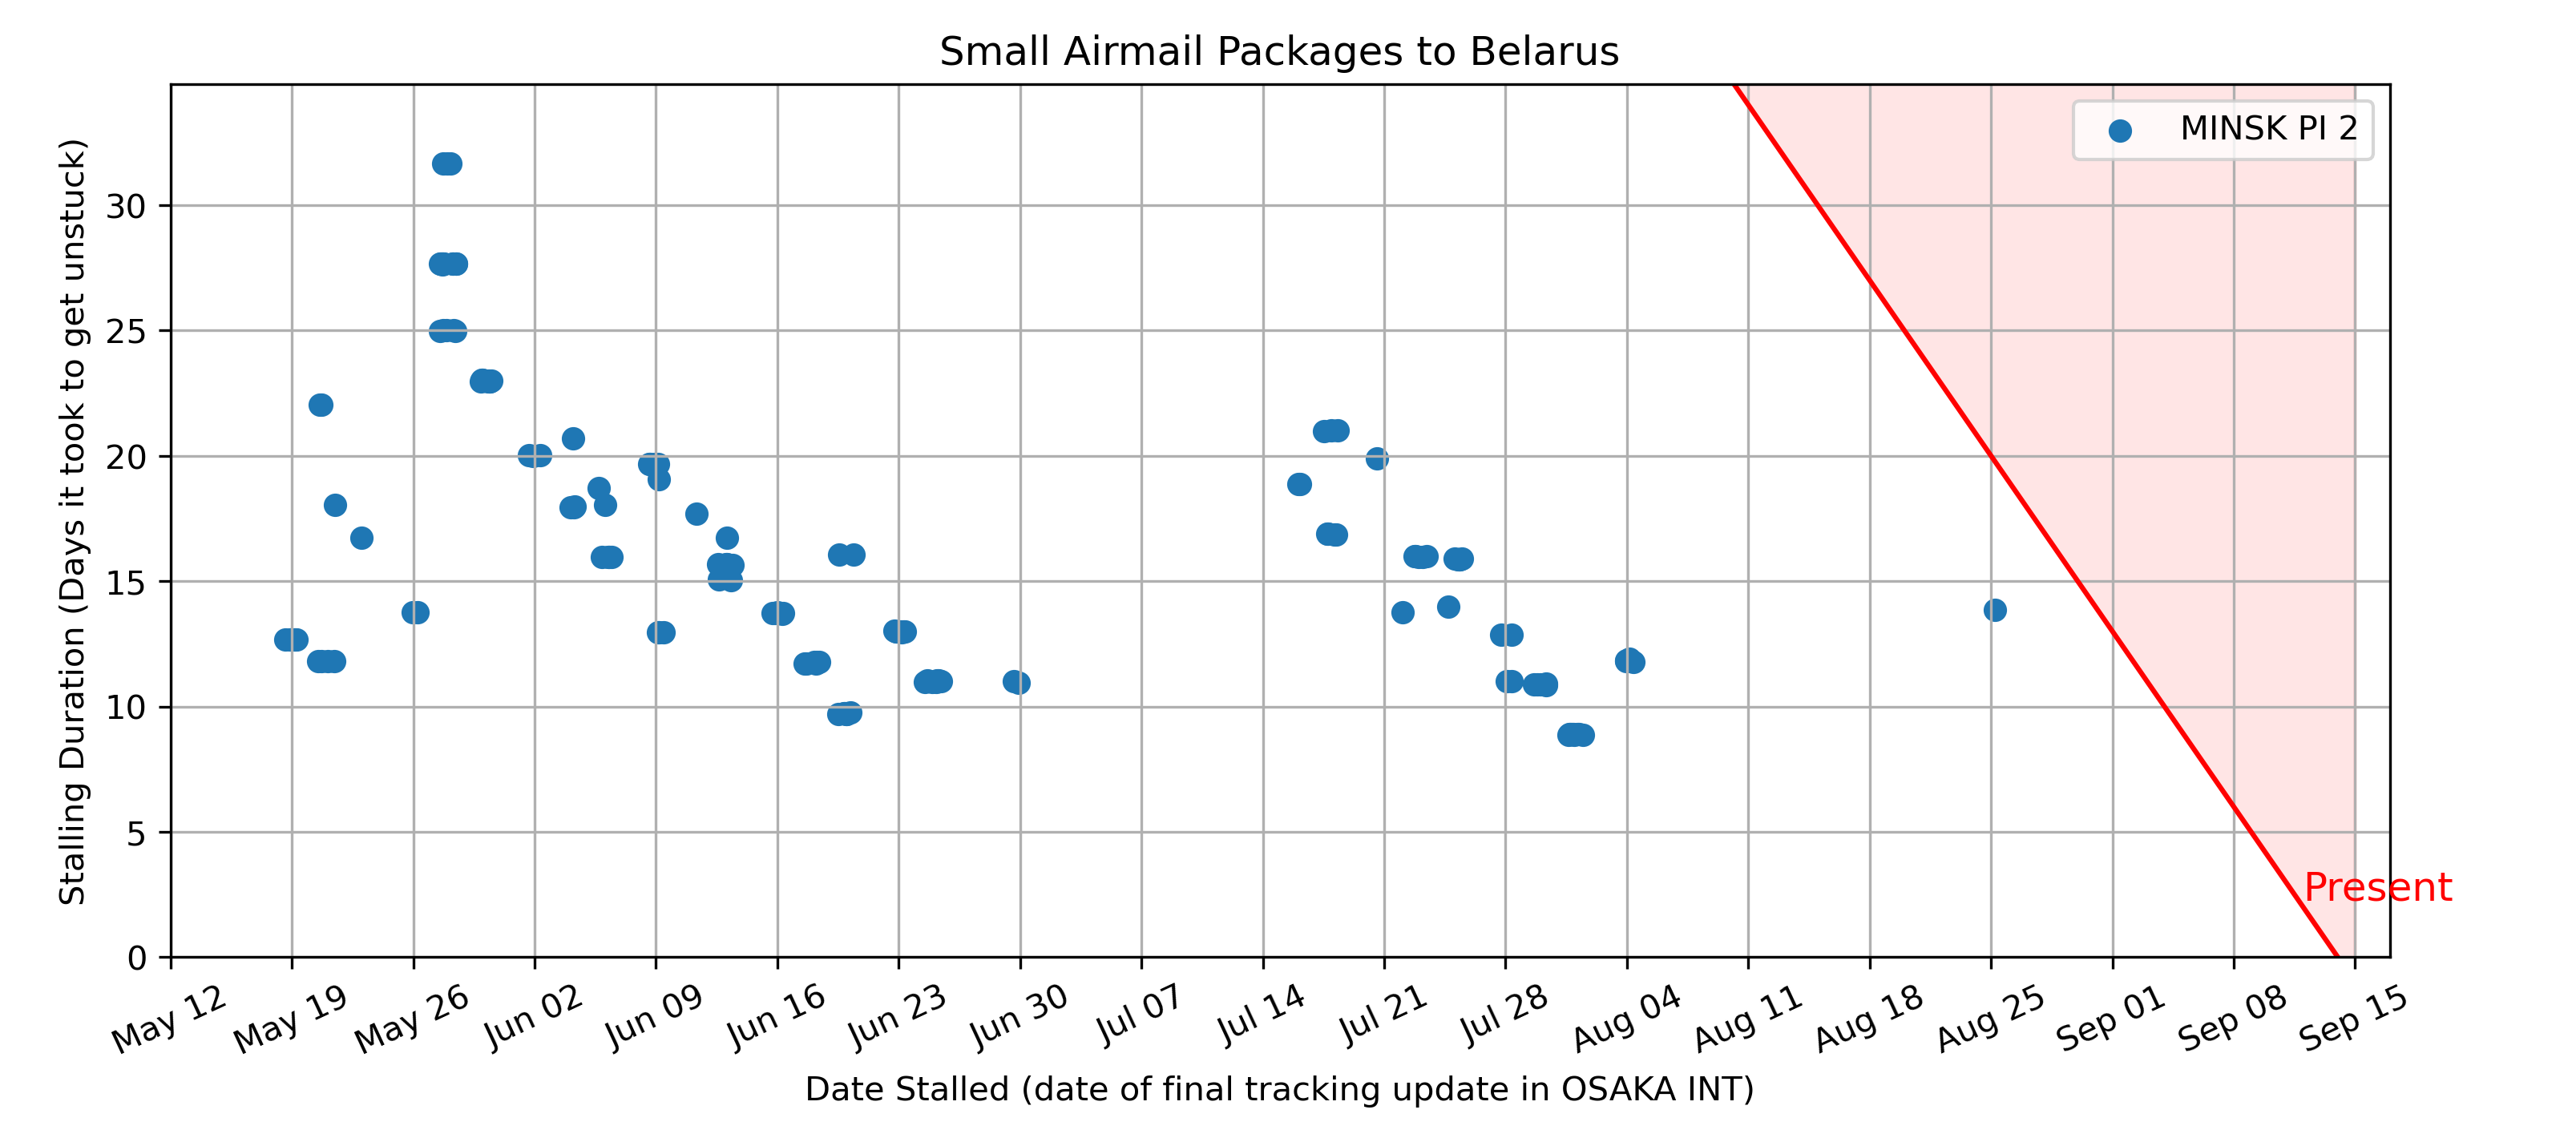 Small Airmail Packages to Belarus
MINSK PI 2
Stalling Duration (Days it took to get unstuck)
30
25
20
15
10
5
0
Present
May 12
May 19
May 26
Jun 02
Jun 09
Jun 16
Jun 23
Jun 30
Jul 07
Jul 14
Jul 21
Jul 28
Aug 04
Aug 11
Aug 18
Aug 25
Sep 01
Sep 08
Sep 15
Date Stalled (date of final tracking update in OSAKA INT)